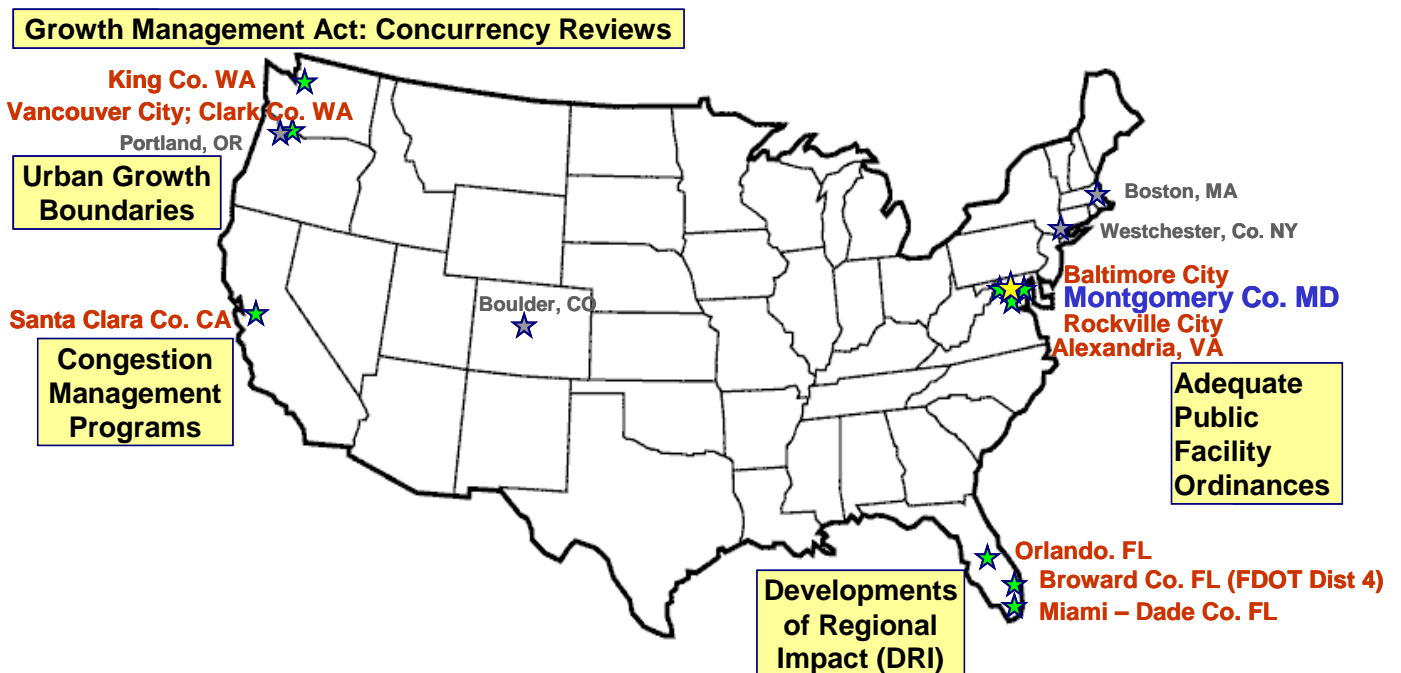 Growth Management Act: Concurrency Reviews
King Co. WA
Vancouver City; Clark Co. WA
Portland, OR
Urban Growth
Boundaries
Boston, MA
Westchester, Co. NY
Baltimore City
Montgomery Co. MD
Rockville City
Alexandria, VA
Boulder, CO
Santa Clara Co. CA
Congestion
Management
Programs
Adequate
Public
Facility
Ordinances
Orlando. FL
Broward Co. FL (FDOT Dist 4)
Miami – Dade Co. FL
Developments
of Regional
Impact (DRI)